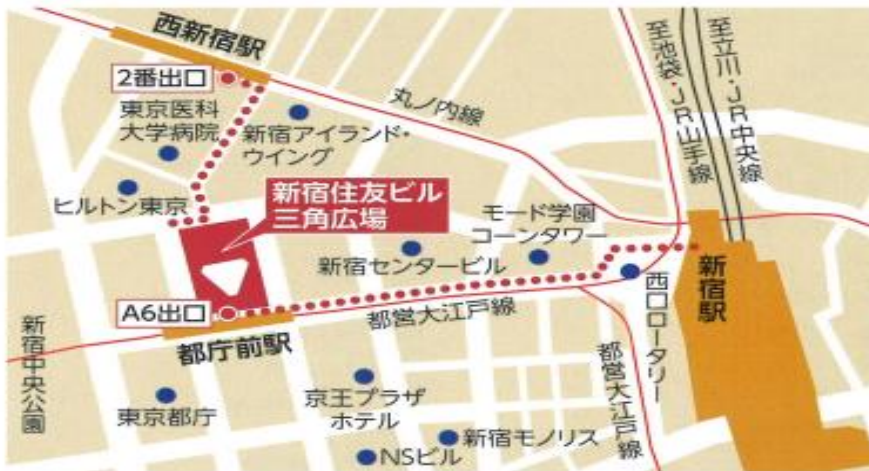 西新宿駅
2番出口
東京医科
大学病院
新宿アイランド・
ウイング
丸ノ内線
至池袋・JR山手線
至立川・JR中央線
ヒルトン東京
新宿住友ビル
三角広場
モード学園
コーンタワー
新宿センタービル
新宿駅
西口ロータリー
A6出口
都営大江戸線
都庁前駅
新宿中央公園
東京都庁
京王プラザ
ホテル
都営大江戸線
新宿モノリス
NSビル